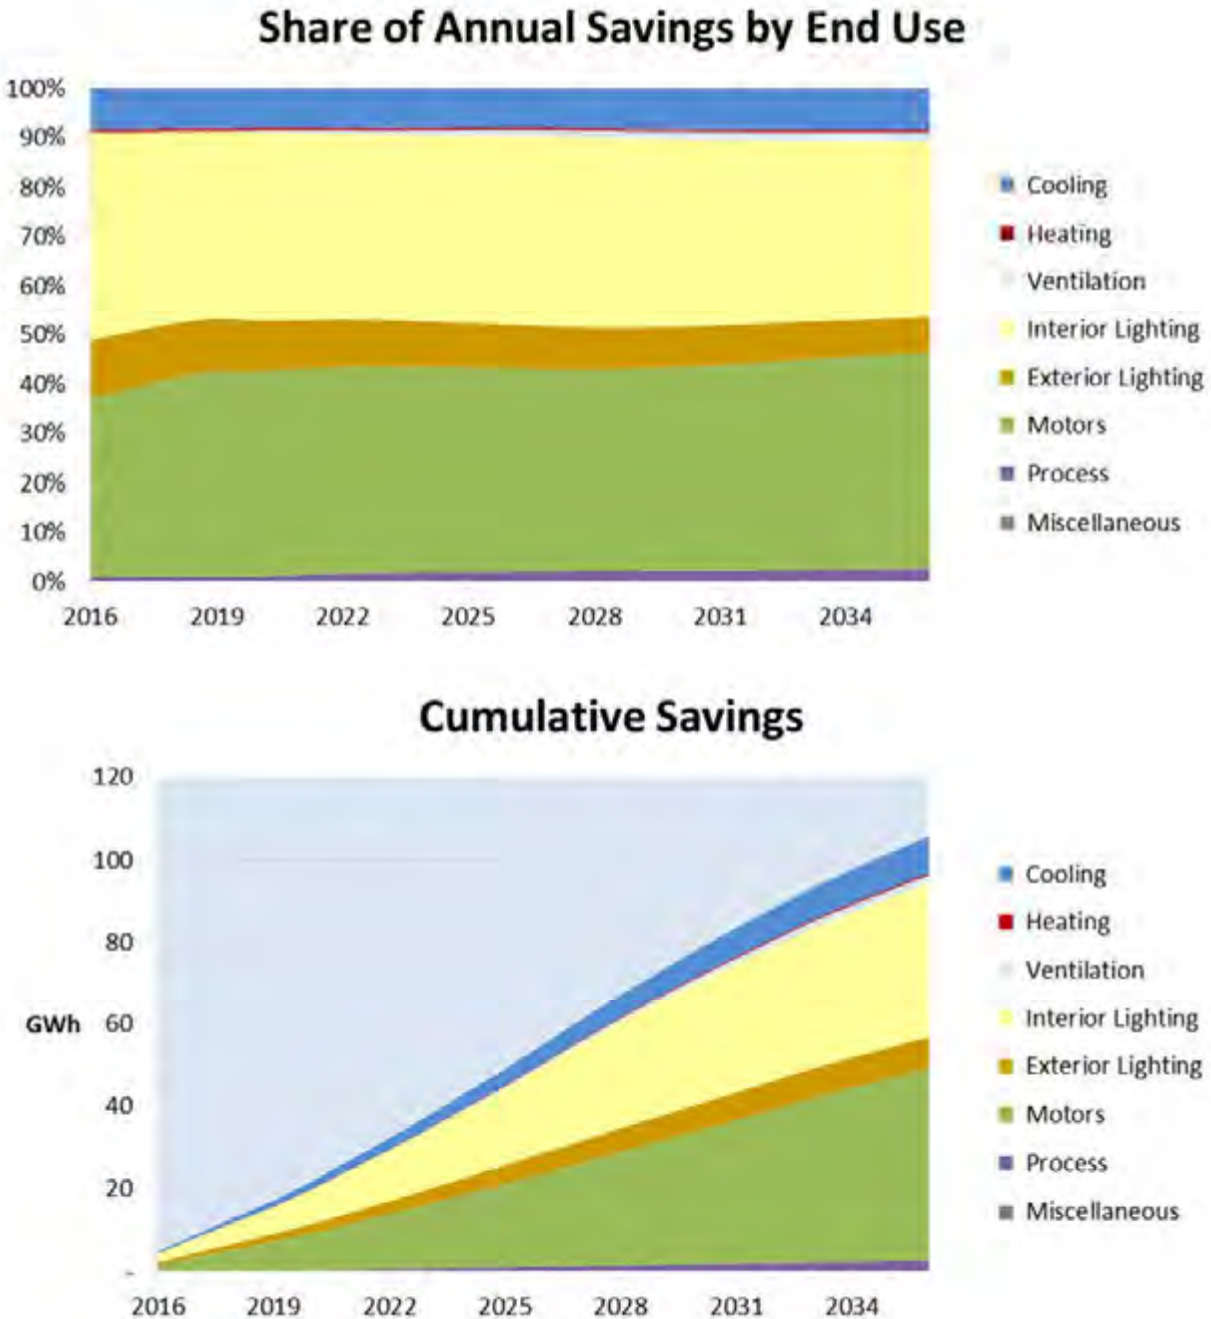 Share of Annual Savings by End Use
100%
90%
80%
70%
60%
50%
40%
30%
20%
10%
0%
2016 2019 2022 2025 2028 2031 2034
Cooling
Heating
Ventilation
Interior Lighting
Exterior Lighting
Motors
Process
Miscellaneous
Cumulative Savings
120
100
80
GWh 60
40
20
-
2016 2019 2022 2025 2028 2031 2034
Cooling
Heating
Ventilation
Interior Lighting
Exterior Lighting
Motors
Process
Miscellaneous